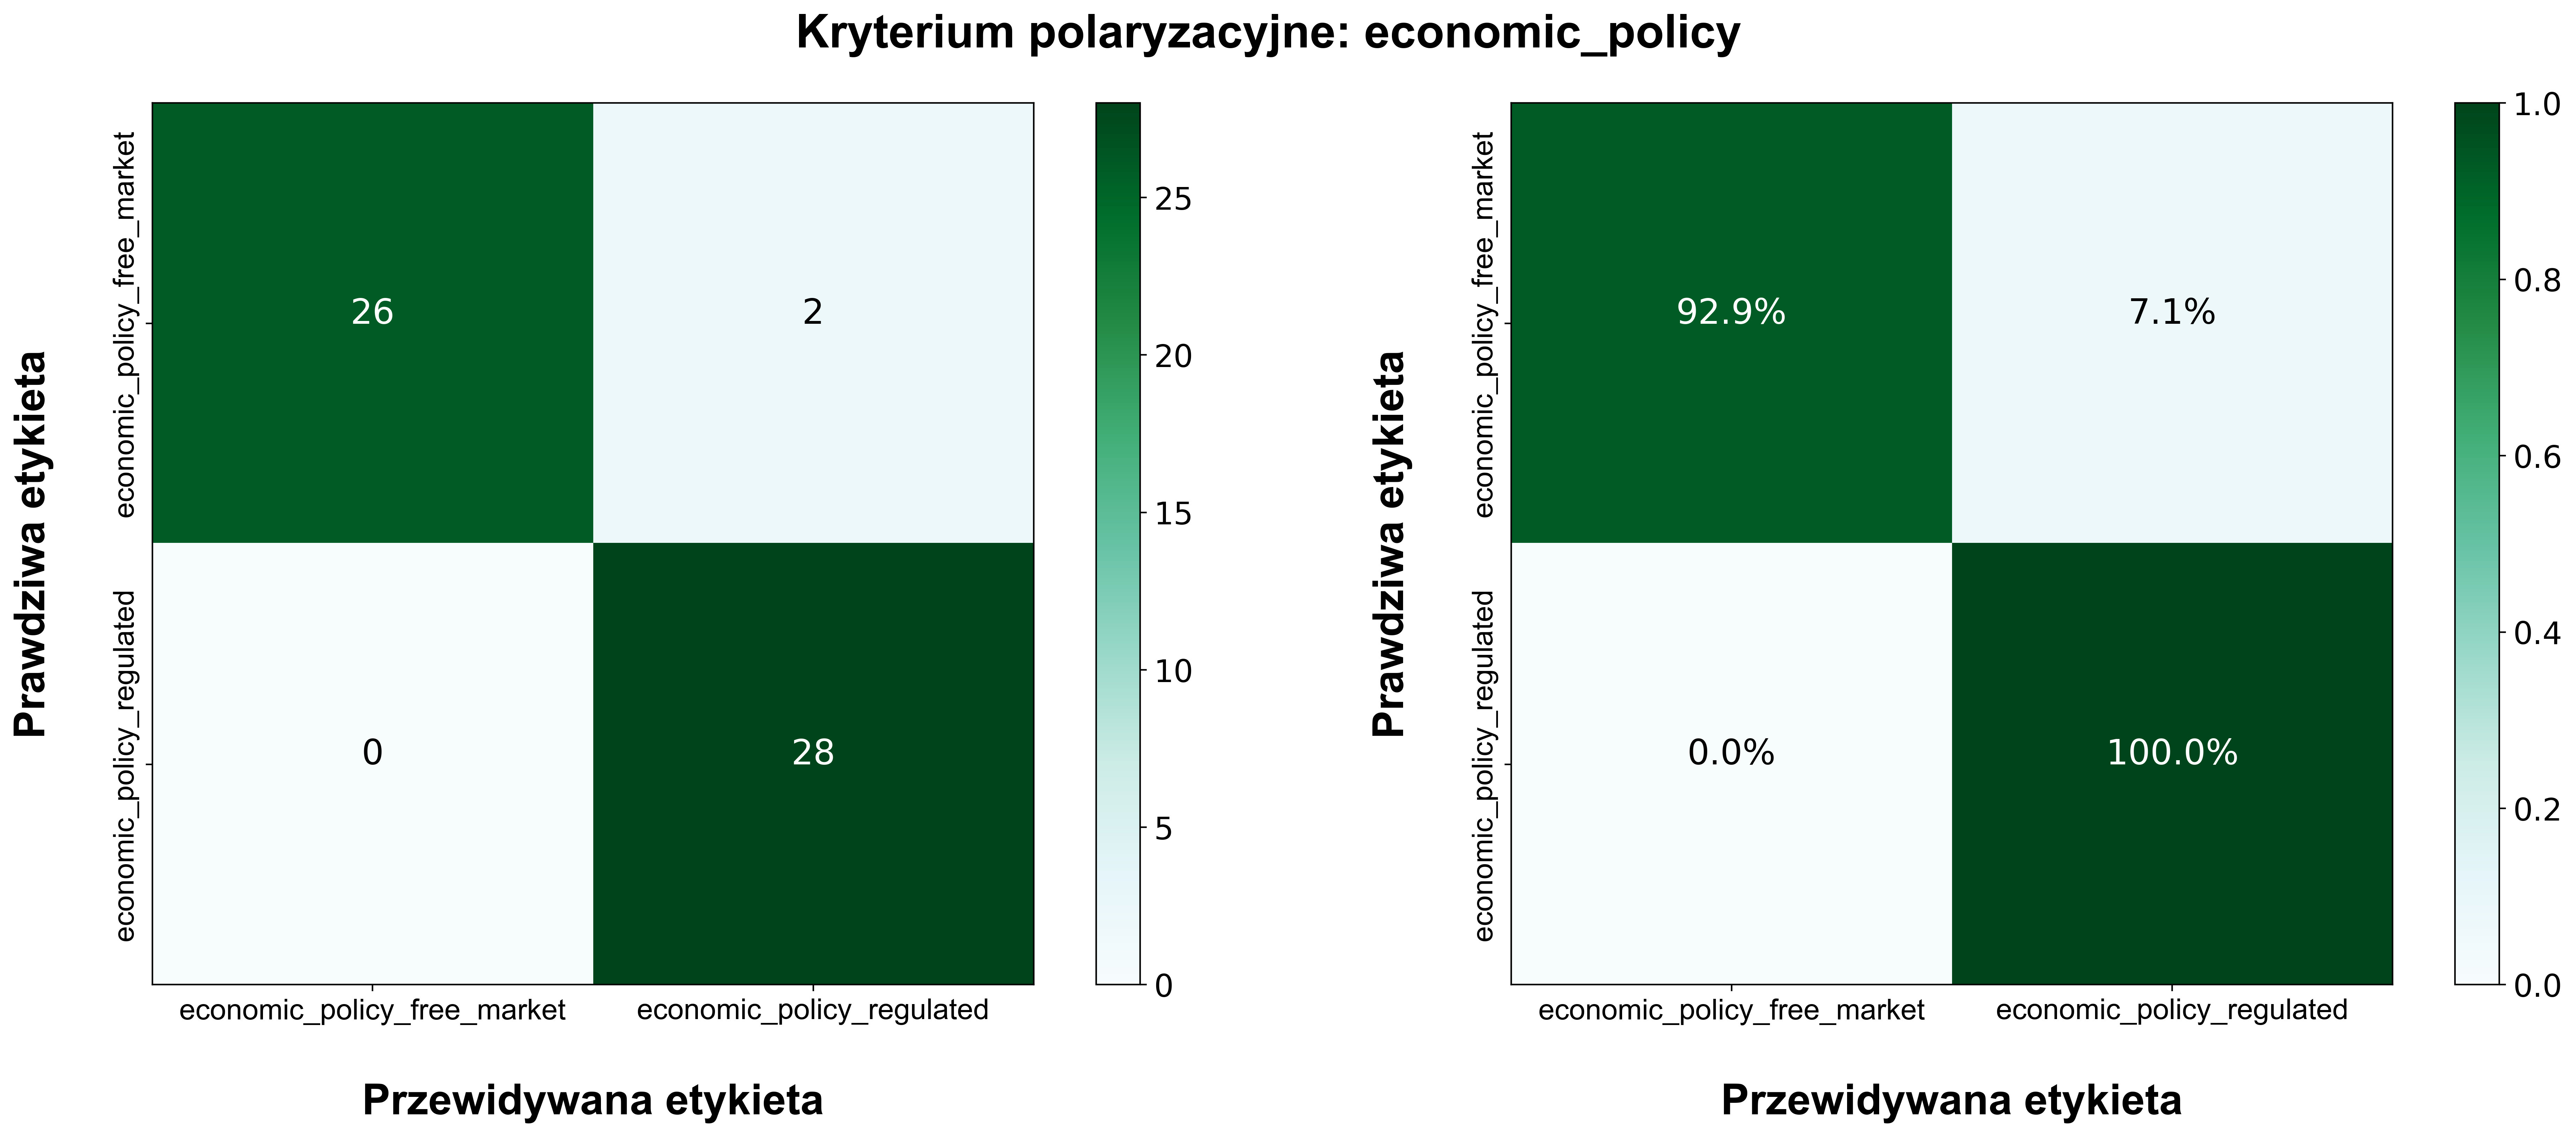 Kryterium polaryzacyjne: economic_policy
Prawdziwa etykieta
economic_policy_free_market
economic_policy_regulated
26
2
0
28
economic_policy_free_market
economic_policy_regulated
Przewidywana etykieta
25
20
15
10
5
0
Prawdziwa etykieta
economic_policy_free_market
economic_policy_regulated
92.9%
7.1%
0.0%
100.0%
economic_policy_free_market
economic_policy_regulated
Przewidywana etykieta
1.0
0.8
0.6
0.4
0.2
0.0